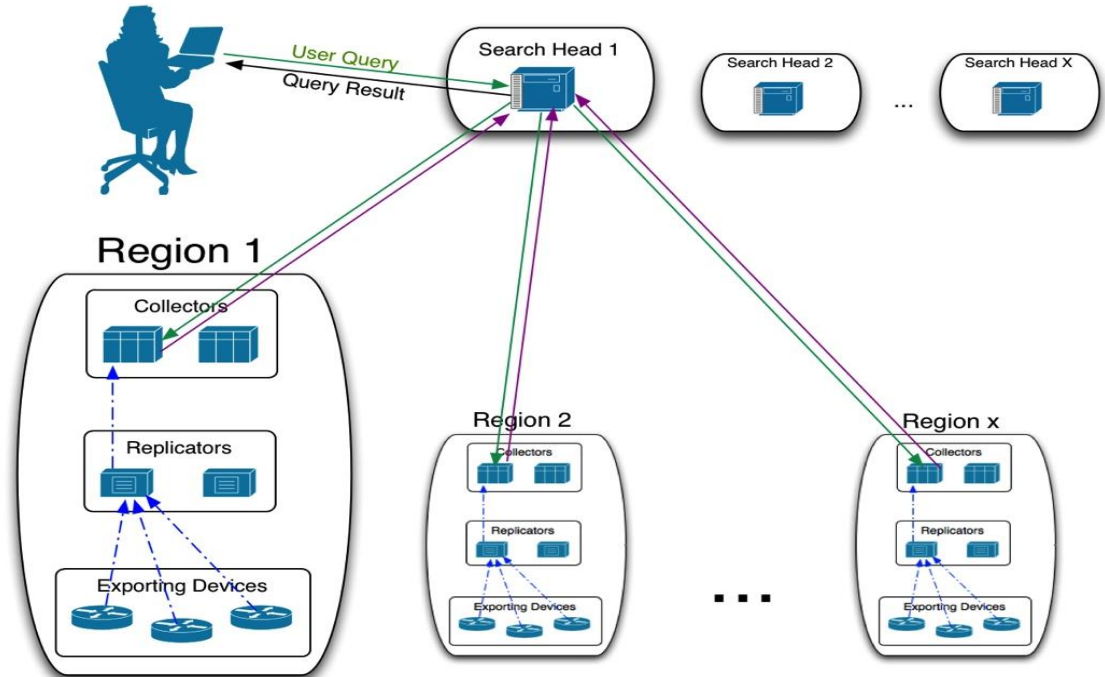 User Query
Query Result
Search Head 1
Search Head 2
...
Search Head X
Region 1
Collectors
Replicators
Exporting Devices
Region 2
Collectors
Replicators
Exporting Devices
...
Region x
Collectors
Replicators
Exporting Devices